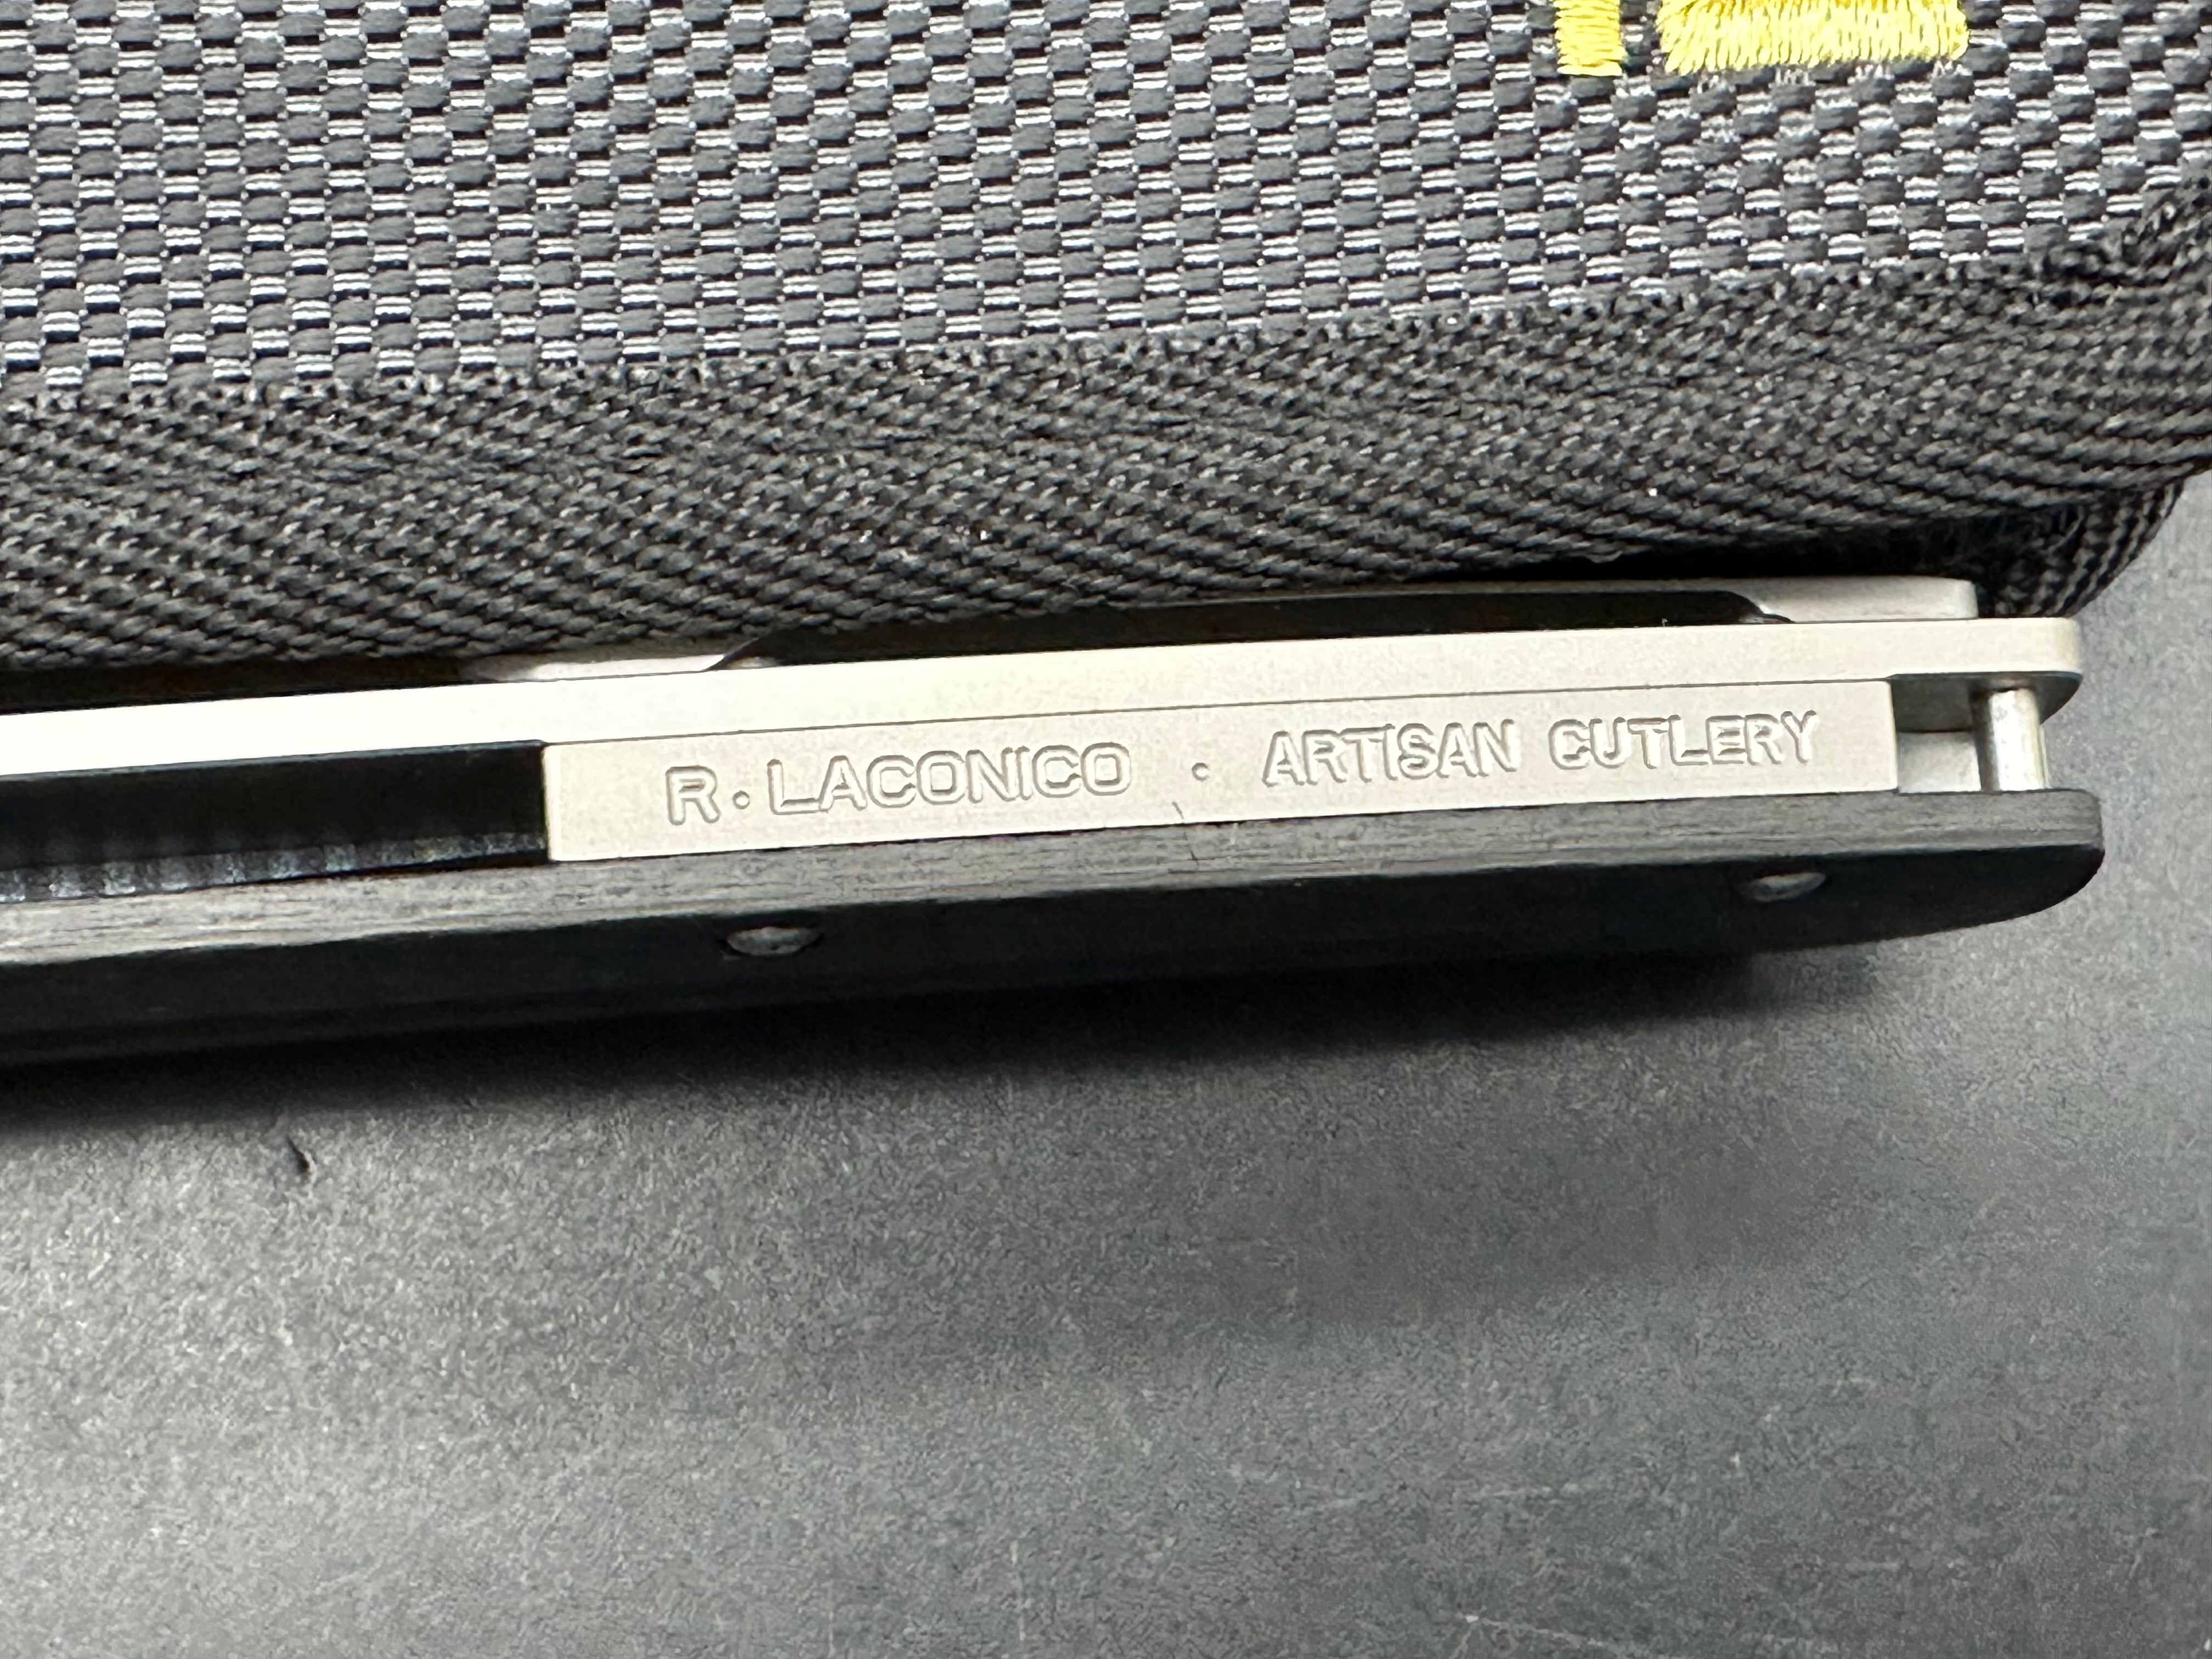 R. LACONICO · ARTISAN CUTLERY